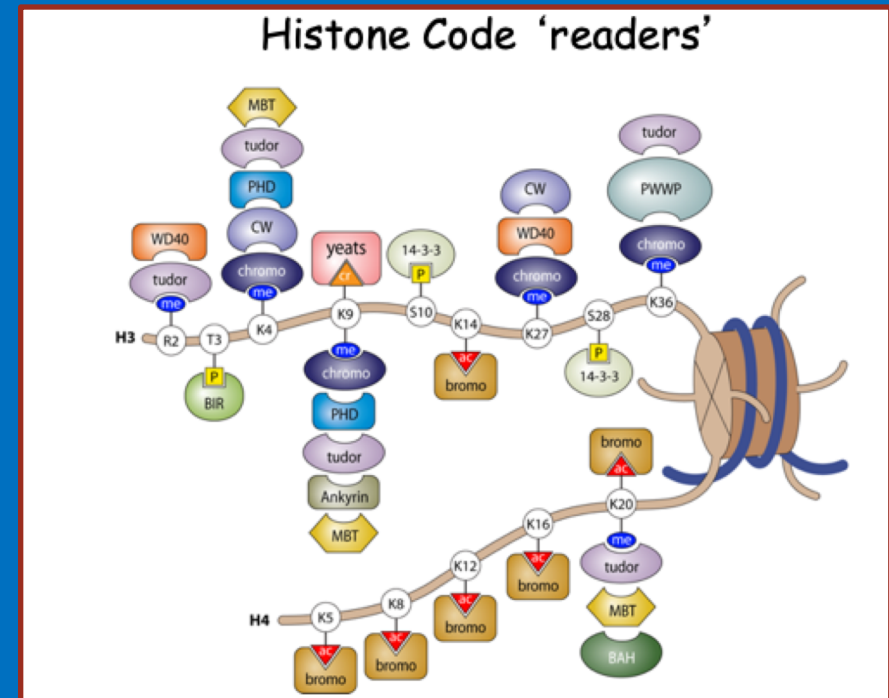 Histone Code ‘readers’
MBT
tudor
PHD
CW
chromo
me
K4
WD40
tudor
me
R2
H3
T3
P
BIR
yeats
cr
K9
me
chromo
PHD
tudor
Ankyrin
MBT
14-3-3
P
S10
K14
ac
bromo
CW
WD40
chromo
me
K27
S28
P
14-3-3
tudor
PWWP
chromo
me
K36
H4
K5
ac
bromo
K8
ac
bromo
K12
ac
bromo
K16
ac
bromo
bromo
ac
K20
me
tudor
MBT
BAH